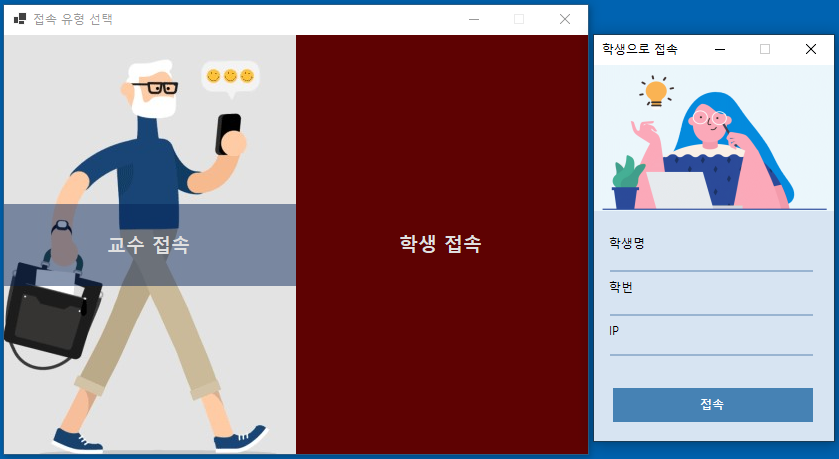 접속 유형 선택
교수 접속
학생 접속
학생으로 접속
학생명
학번
IP
접속